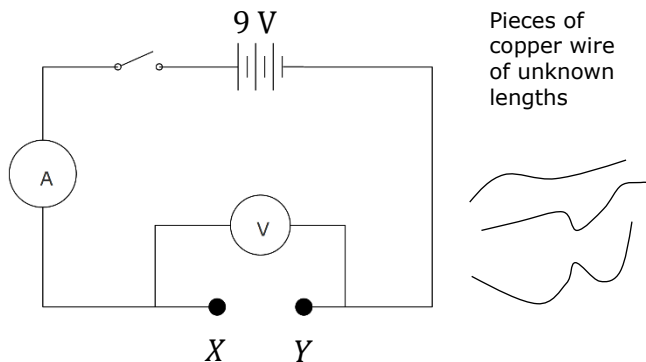 9 V
Pieces of
copper wire
of unknown
lengths
A
V
X
Y